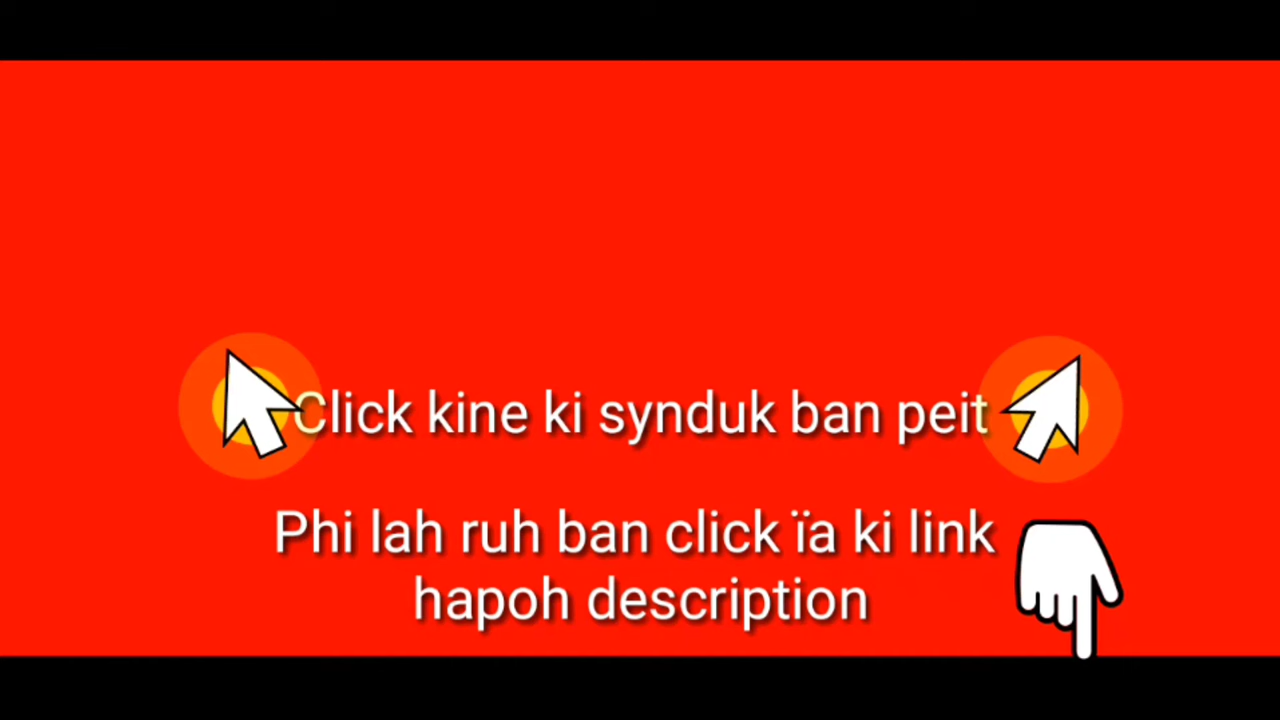 Click kine ki synduk ban peit
Phi lah ruh ban click ïa ki link
hapoh description